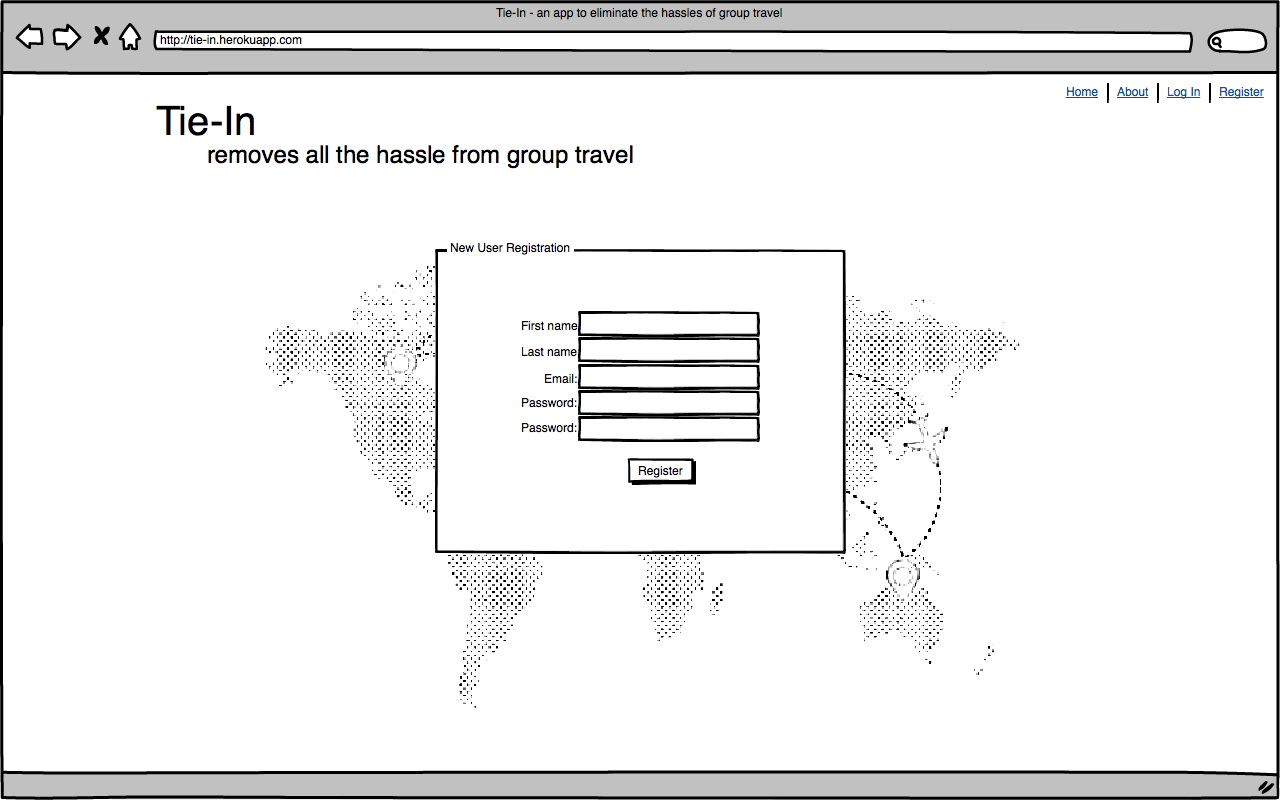 Tie-In - an app to eliminate the hassles of group travel
http://tie-in.herokuapp.com
Home About Log In Register
Tie-In
removes all the hassle from group travel
New User Registration
First name
Last name
Email:
Password:
Password:
Register